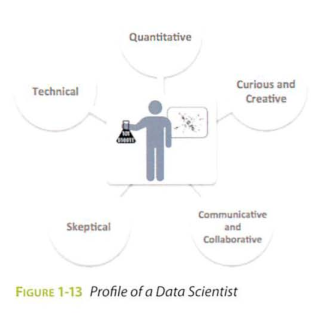 Quantitative
Technical
Curious and
Creative
Skeptical
Communicative
and
Collaborative
FIGURE 1-13 Profile of a Data Scientist